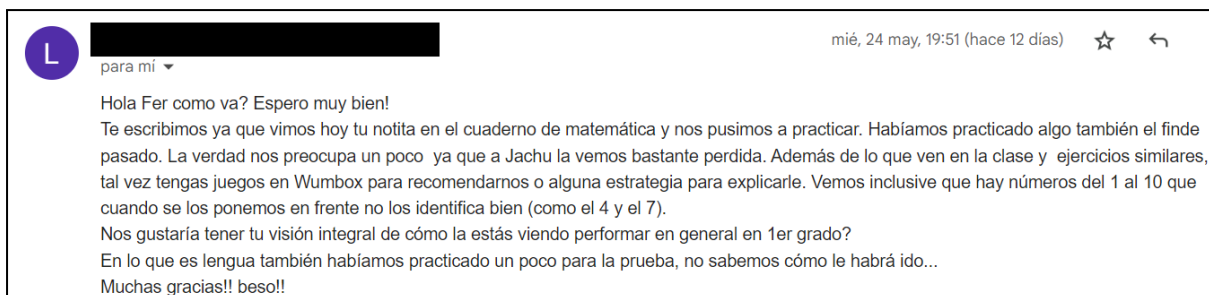 L
mié, 24 may, 19:51 (hace 12 días)
para mí
Hola Fer como va? Espero muy bien!
Te escribimos ya que vimos hoy tu notita en el cuaderno de matemática y nos pusimos a practicar. Habíamos practicado algo también el finde
pasado. La verdad nos preocupa un poco ya que a Jachu la vemos bastante perdida. Además de lo que ven en la clase y ejercicios similares,
tal vez tengas juegos en Wumbox para recomendarnos o alguna estrategia para explicarle. Vemos inclusive que hay números del 1 al 10 que
cuando se los ponemos en frente no los identifica bien (como el 4 y el 7).
Nos gustaría tener tu visión integral de cómo la estás viendo performar en general en 1er grado?
En lo que es lengua también habíamos practicado un poco para la prueba, no sabemos cómo le habrá ido...
Muchas gracias!! beso!!